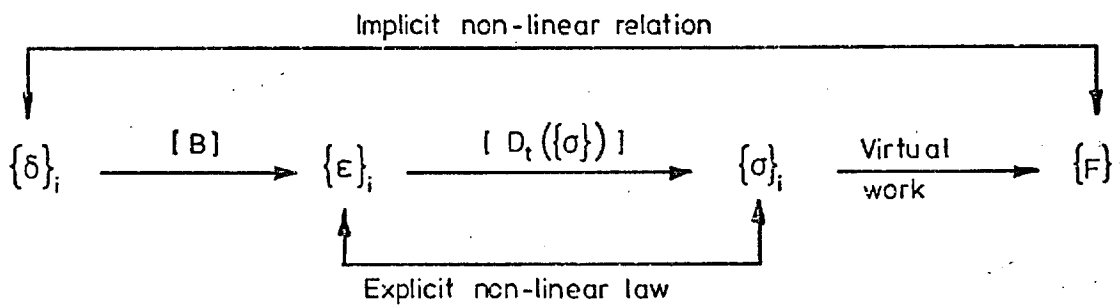 Implicit non-linear relation
{δ}ᵢ [B] {ε}ᵢ [ Dₜ({σ}) ] {σ}ᵢ Virtual work {F}
Explicit non-linear law